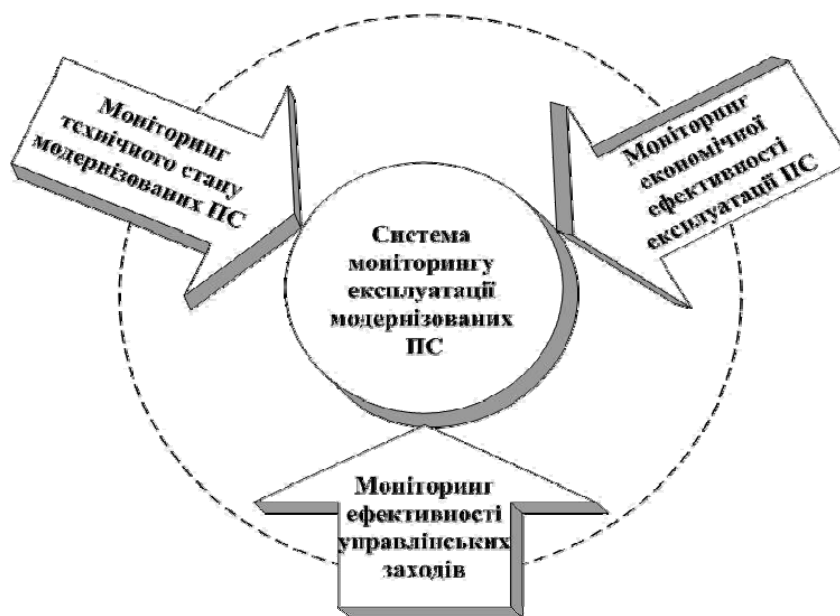 Моніторинг
технічного стану
модернізованих ПС
Моніторинг
економічної
ефективності
експлуатації ПС
Система
моніторингу
експлуатації
модернізованих
ПС
Моніторинг
ефективності
управлінських
заходів